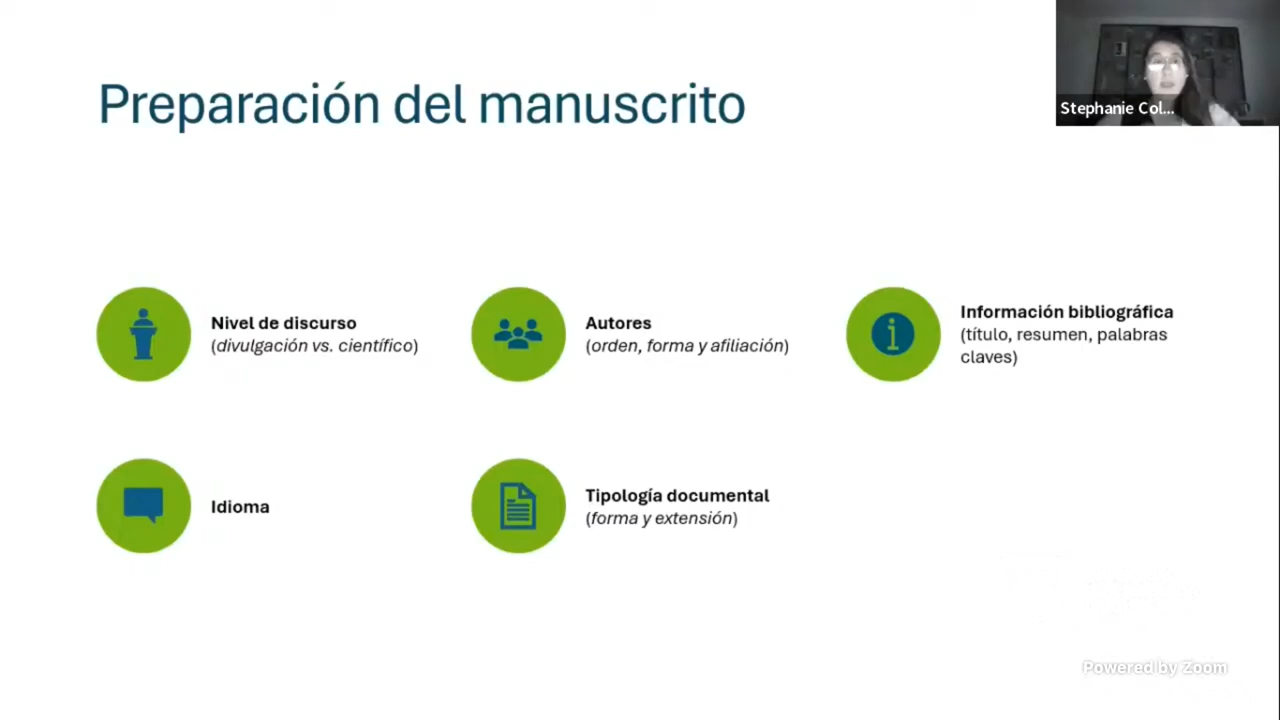 Preparación del manuscrito
Stephanie Col...
Nivel de discurso
(divulgación vs. científico)
Autores
(orden, forma y afiliación)
Información bibliográfica
(título, resumen, palabras
claves)
Idioma
Tipología documental
(forma y extensión)
Powered by Zoom